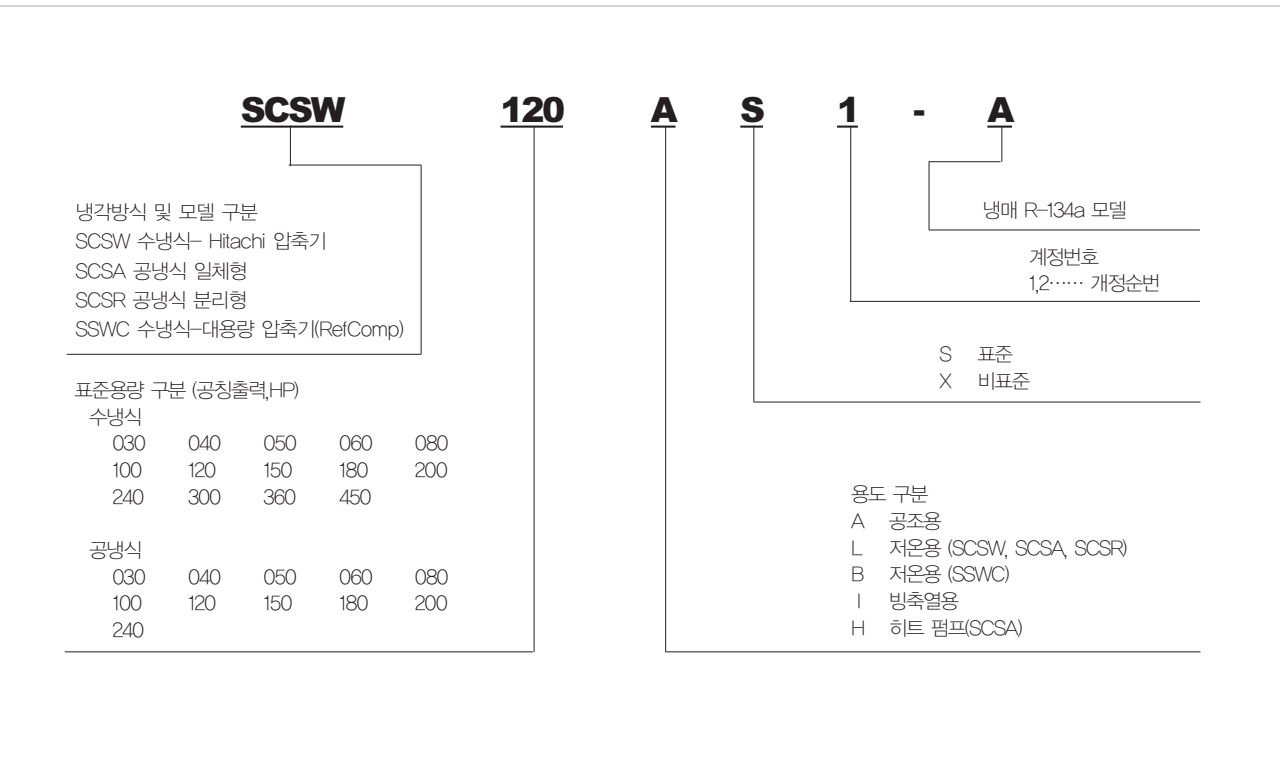 SCSW 120 A S 1 - A
냉각방식 및 모델 구분
SCSW 수냉식- Hitachi 압축기
SCSA 공냉식 일체형
SCSR 공냉식 분리형
SSWC 수냉식-대용량 압축기(RefComp)
표준용량 구분 (공칭출력,HP)
수냉식
030 040 050 060 080
100 120 150 180 200
240 300 360 450
공냉식
030 040 050 060 080
100 120 150 180 200
240
냉매 R-134a 모델
계정번호
1,2…… 개정순번
S 표준
X 비표준
용도 구분
A 공조용
L 저온용 (SCSW, SCSA, SCSR)
B 저온용 (SSWC)
I 빙축열용
H 히트 펌프(SCSA)